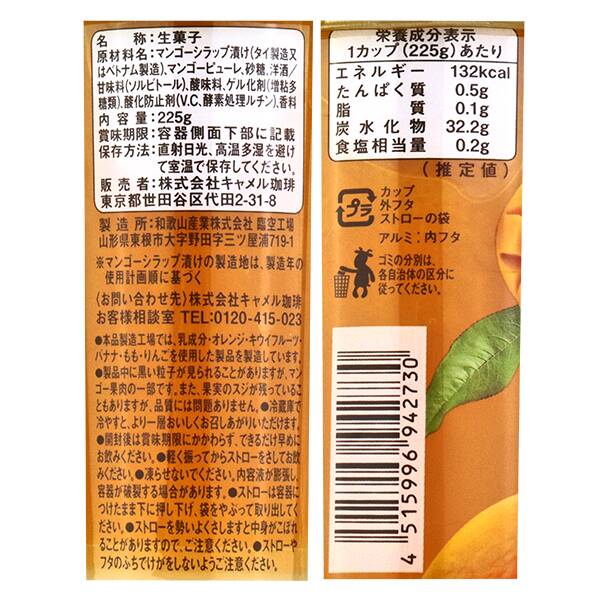 名　　称：生菓子
原材料名：マンゴーシラップ漬け(タイ製造又
はベトナム製造)、マンゴーピューレ、砂糖、洋酒／
甘味料(ソルビトール)、酸味料、ゲル化剤(増粘多
糖類)、酸化防止剤(V.C、酵素処理ルチン)、香料
内 容 量：225g
賞味期限：容器側面下部に記載
保存方法：直射日光、高温多湿を避け
て室温で保存してください。
販 売 者：株式会社キャメル珈琲
東京都世田谷区代田2-31-8
製 造 所：和歌山産業株式会社 臨空工場
山形県東根市大字野田字三ツ屋浦719-1
※マンゴーシラップ漬けの製造地は、製造年の
使用計画順に基づく
〈お問い合わせ先〉株式会社キャメル珈琲
お客様相談室 TEL:0120-415-023
●本品製造工場では、乳成分・オレンジ・キウイフルーツ・
バナナ・もも・りんごを使用した製品を製造しています。
●製品中に黒い粒子が見られることがありますが、マン
ゴー果肉の一部です。また、果実のスジが残っているこ
ともありますが、品質には問題ありません。●冷蔵庫で
冷やすと、より一層おいしくお召しあがりいただけます。
●開封後は賞味期限にかかわらず、できるだけ早めに
お飲みください。●軽く振ってからストローをさしてお飲
みください。●凍らせないでください。内容液が膨張し、
容器が破裂する場合があります。●ストローは容器に
つけたまま下に押し下げ、袋をやぶって取り出してく
ださい。●ストローを勢いよくさしますと中身がこぼれ
ることがありますので、ご注意ください。●ストローや
フタのふちでけがをしないようご注意ください。
栄養成分表示
1カップ(225g)あたり
エネルギー 132kcal
たんぱく質 0.5g
脂　　　質 0.1g
炭水化物 32.2g
食塩相当量 0.2g
(推定値)
プラ
カップ
外フタ
ストローの袋
アルミ：内フタ
ゴミの分別は、
各自治体の区分に
従ってください。
4 515996 942730